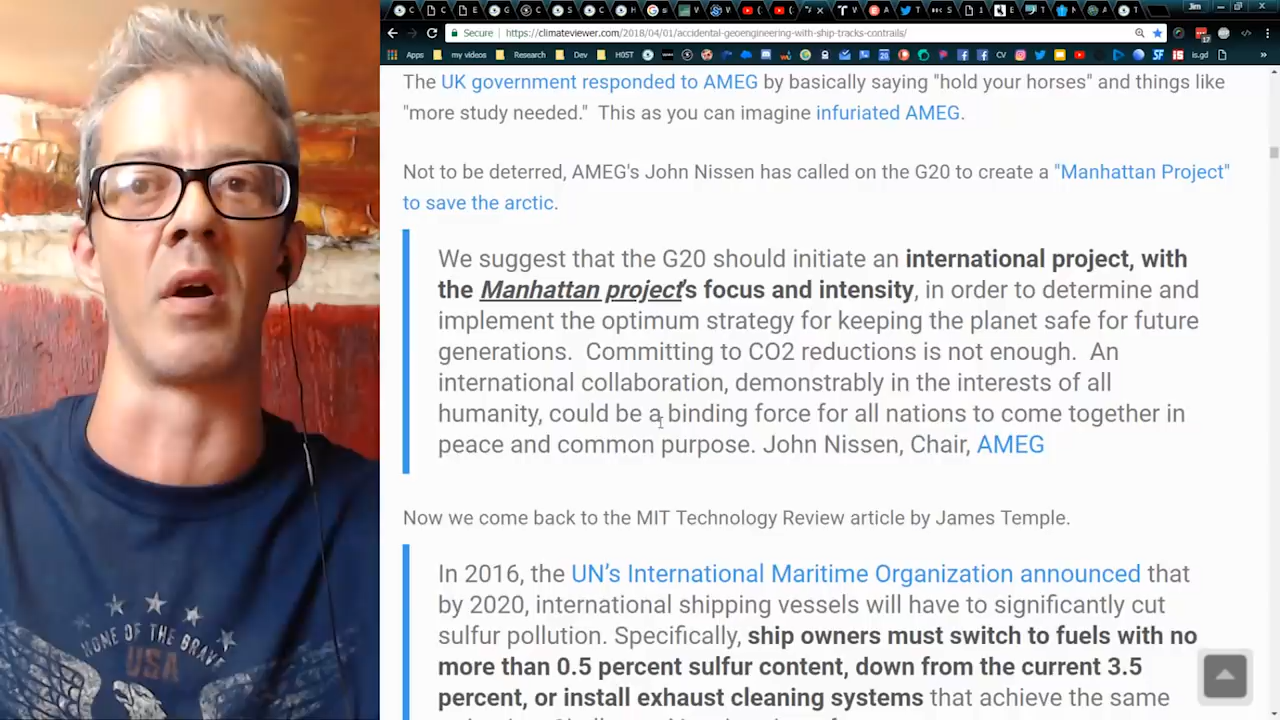 Jim
Secure | https://climateviewer.com/2018/04/01/accidental-geoengineering-with-ship-tracks-contrails/
Apps my videos Research Dev H0ST CV is.gd
The UK government responded to AMEG by basically saying "hold your horses" and things like
"more study needed." This as you can imagine infuriated AMEG.
Not to be deterred, AMEG's John Nissen has called on the G20 to create a "Manhattan Project"
to save the arctic.
We suggest that the G20 should initiate an international project, with
the Manhattan project's focus and intensity, in order to determine and
implement the optimum strategy for keeping the planet safe for future
generations. Committing to CO2 reductions is not enough. An
international collaboration, demonstrably in the interests of all
humanity, could be a binding force for all nations to come together in
peace and common purpose. John Nissen, Chair, AMEG
Now we come back to the MIT Technology Review article by James Temple.
In 2016, the UN's International Maritime Organization announced that
by 2020, international shipping vessels will have to significantly cut
sulfur pollution. Specifically, ship owners must switch to fuels with no
more than 0.5 percent sulfur content, down from the current 3.5
percent, or install exhaust cleaning systems that achieve the same
HOME OF THE BRAVE
USA